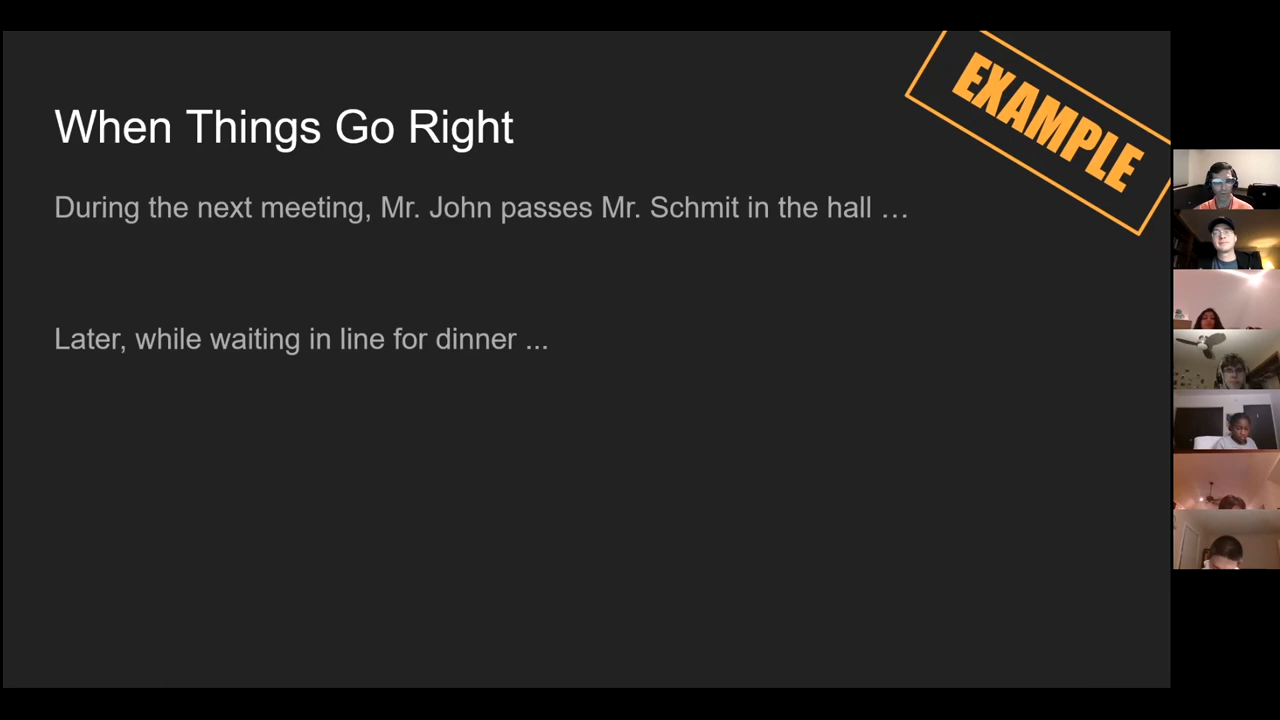 EXAMPLE
When Things Go Right
During the next meeting, Mr. John passes Mr. Schmit in the hall …
Later, while waiting in line for dinner ...